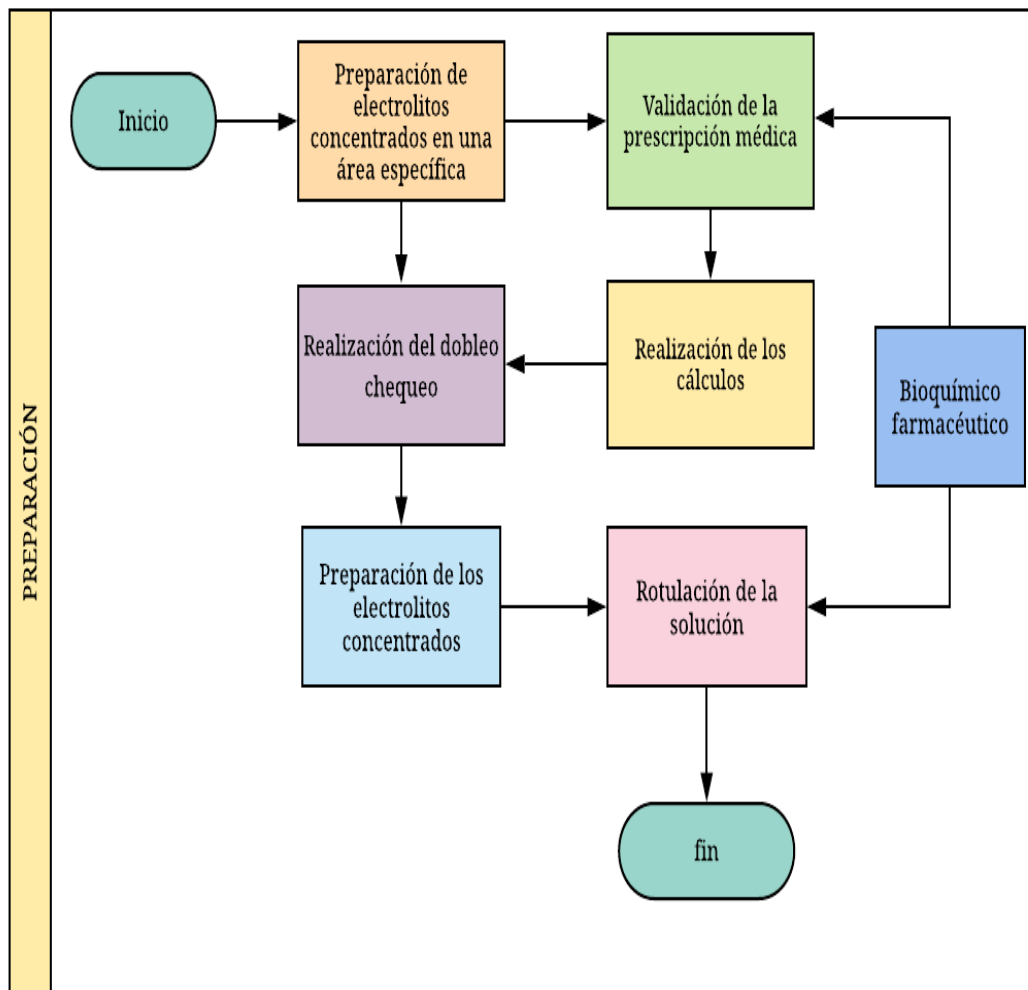 PREPARACIÓN
Inicio
Preparación de
electrolitos
concentrados en una
área específica
Validación de la
prescripción médica
Realización del dobleo
chequeo
Realización de los
cálculos
Bioquímico
farmacéutico
Preparación de los
electrolitos
concentrados
Rotulación de la
solución
fin